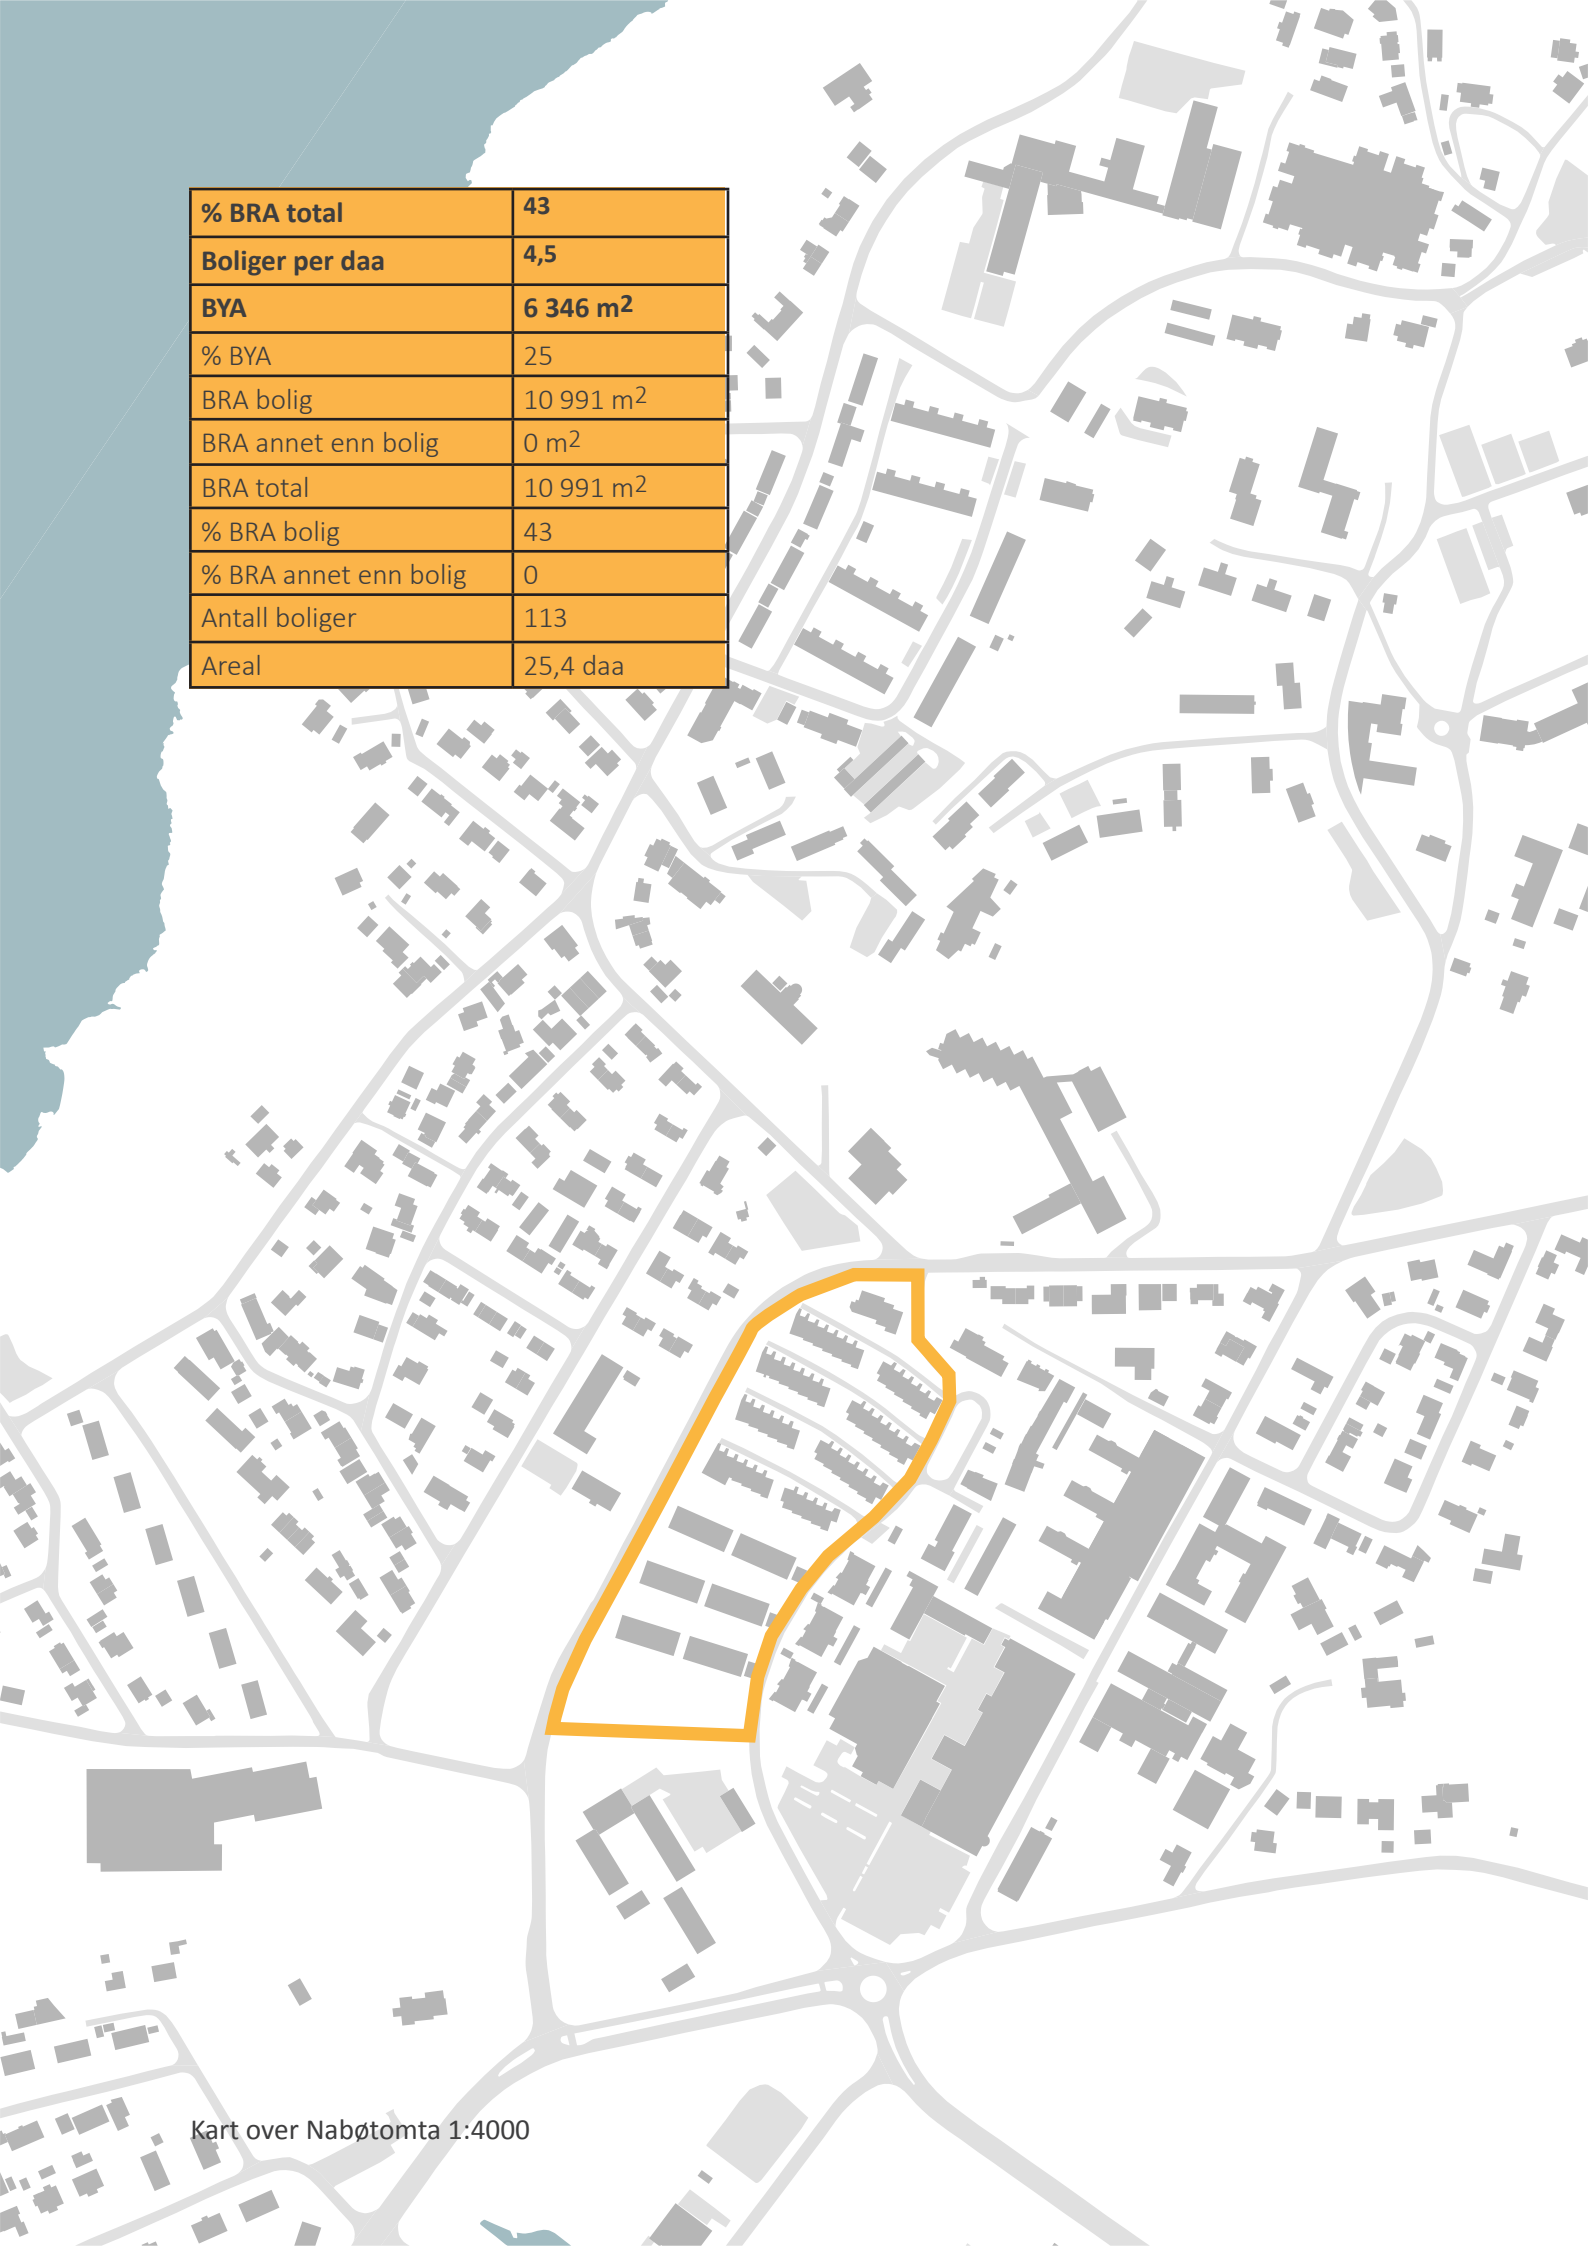 % BRA total 43
Boliger per daa 4,5
BYA 6 346 m2
% BYA 25
BRA bolig 10 991 m2
BRA annet enn bolig 0 m2
BRA total 10 991 m2
% BRA bolig 43
% BRA annet enn bolig 0
Antall boliger 113
Areal 25,4 daa
Kart over Nabøtomta 1:4000